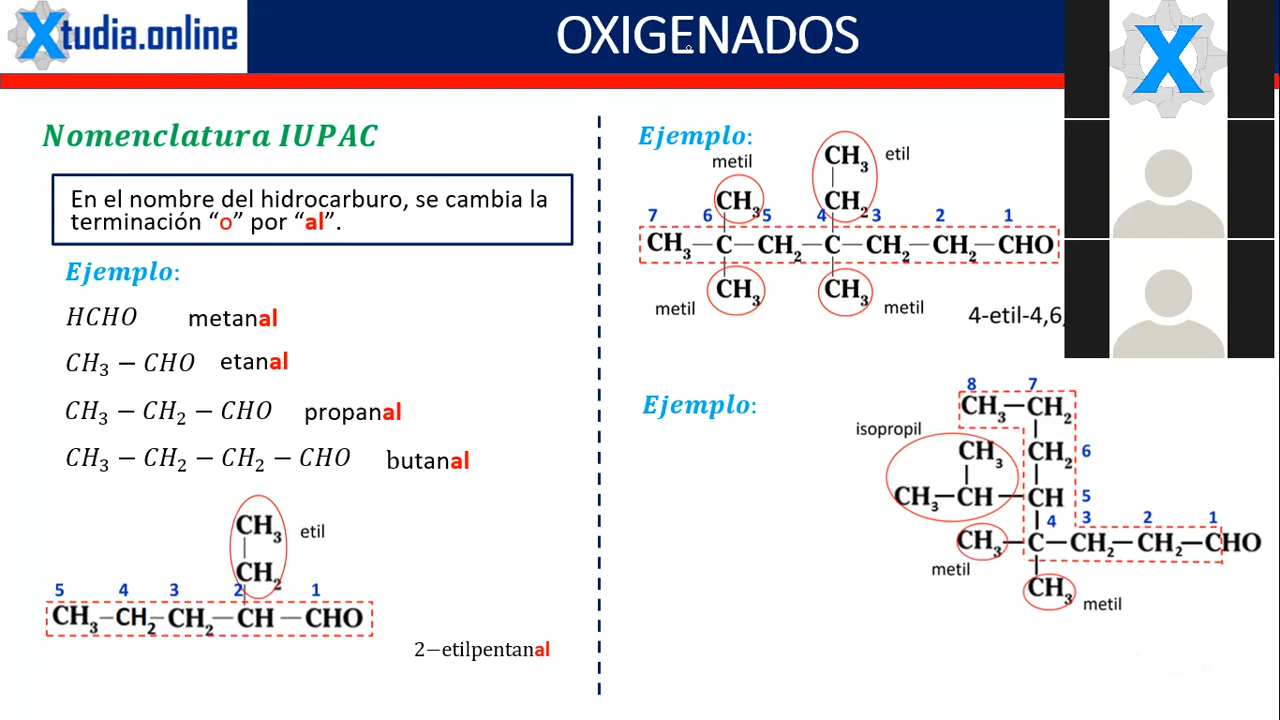 Xtudia.online
OXIGENADOS
X
Nomenclatura IUPAC
En el nombre del hidrocarburo, se cambia la
terminación “o” por “al”.
Ejemplo:
HCHO metanal
CH₃ − CHO etanal
CH₃ − CH₂ − CHO propanal
CH₃ − CH₂ − CH₂ − CHO butanal
CH₃ etil
CH₂
5 4 3 2 1
CH₃—CH₂—CH₂—CH—CHO
2−etilpentanal
Ejemplo:
metil CH₃ etil
CH₃ CH₂
7 6 5 4 3 2 1
CH₃—C—CH₂—C—CH₂—CH₂—CHO
metil CH₃ CH₃ metil
4-etil-4,6,
Ejemplo:
8 7
CH₃—CH₂
isopropil
CH₃ CH₂ 6
CH₃—CH—CH 5
4 3 2 1
CH₃—C—CH₂—CH₂—CHO
metil
CH₃ metil